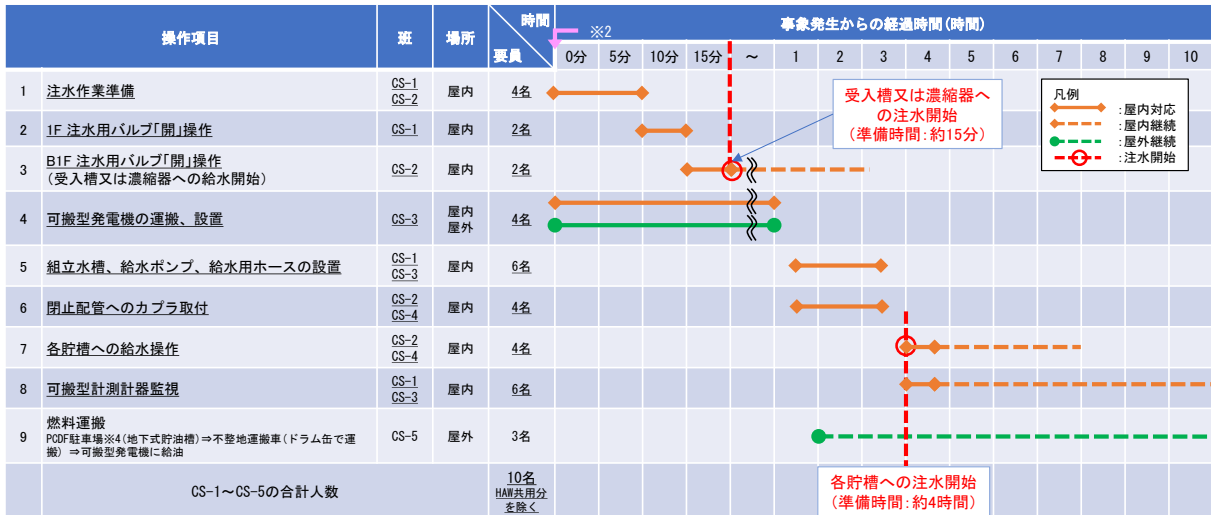 操作項目
班
場所
時間
要員
※2
事象発生からの経過時間(時間)
0分 5分 10分 15分 ～ 1 2 3 4 5 6 7 8 9 10
1 注水作業準備 CS-1 CS-2 屋内 4名
2 1F 注水用バルブ「開」操作 CS-1 屋内 2名
3 B1F 注水用バルブ「開」操作
(受入槽又は濃縮器への給水開始) CS-2 屋内 2名
4 可搬型発電機の運搬、設置 CS-3 屋内 屋外 4名
5 組立水槽、給水ポンプ、給水用ホースの設置 CS-1 CS-3 屋内 6名
6 閉止配管へのカプラ取付 CS-2 CS-4 屋内 4名
7 各貯槽への給水操作 CS-2 CS-4 屋内 4名
8 可搬型計測計器監視 CS-1 CS-3 屋内 6名
9 燃料運搬
PCDF駐車場※4(地下式貯油槽)⇒不整地運搬車(ドラム缶で運
搬) ⇒可搬型発電機に給油 CS-5 屋外 3名
CS-1～CS-5の合計人数
10名
HAW共用分
を除く
受入槽又は濃縮器へ
の注水開始
(準備時間：約15分)
凡例
:屋内対応
:屋内継続
:屋外継続
:注水開始
各貯槽への注水開始
(準備時間：約4時間)